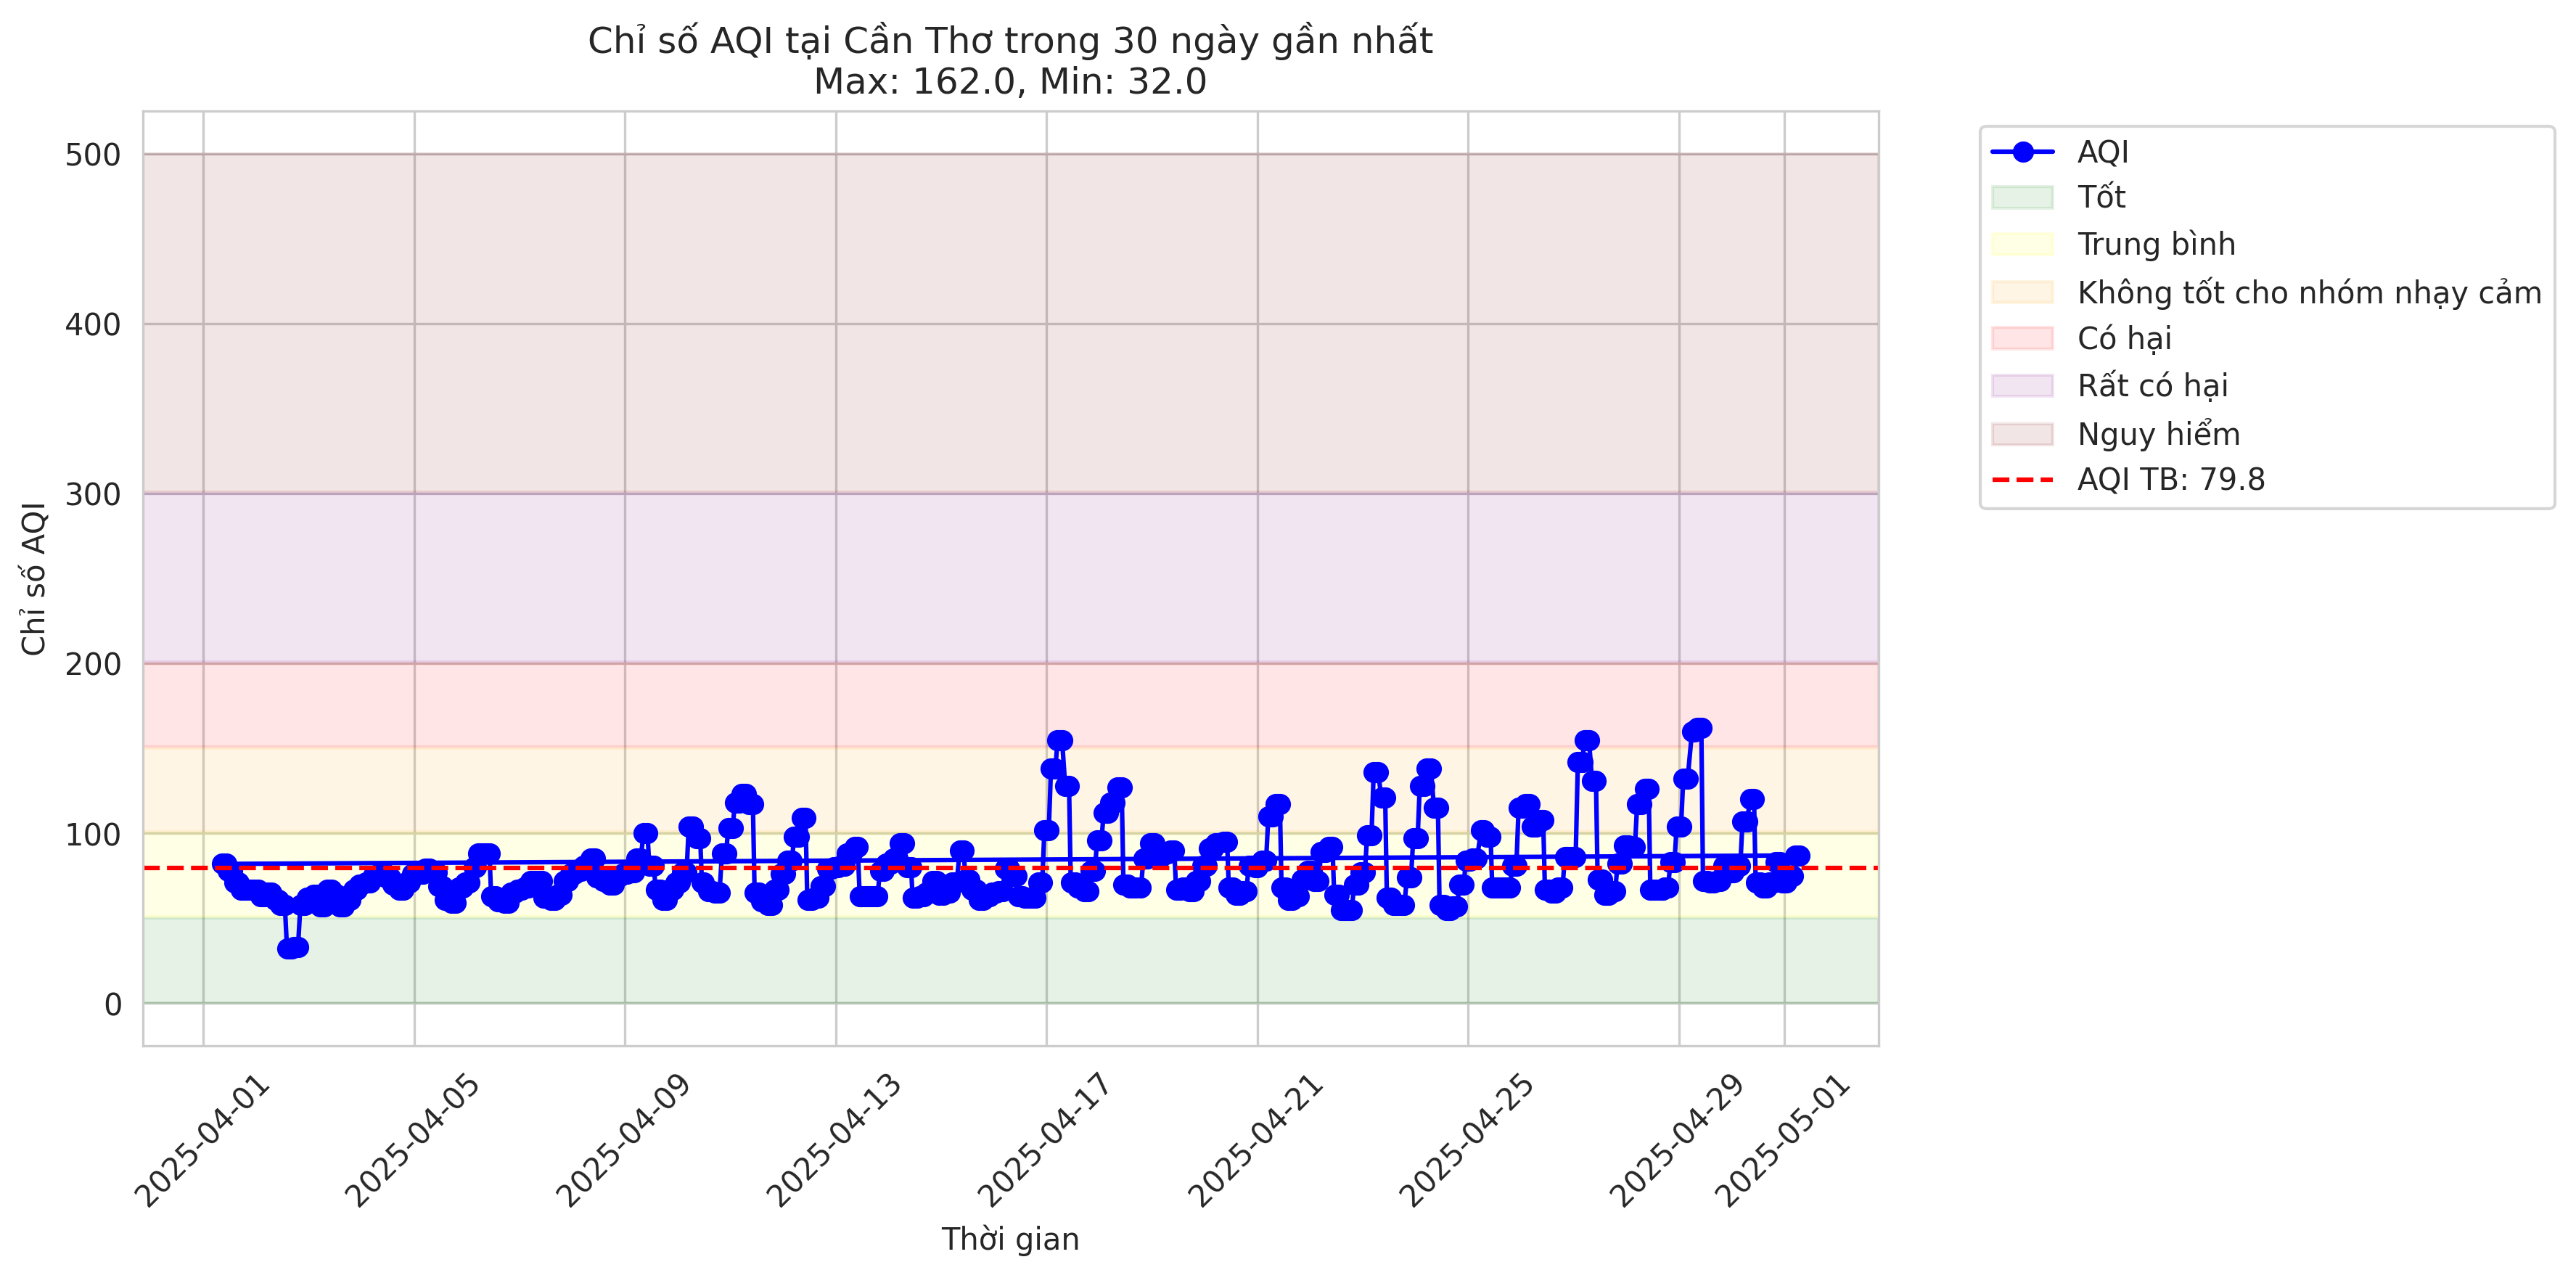 Chỉ số AQI tại Cần Thơ trong 30 ngày gần nhất
Max: 162.0, Min: 32.0
Chỉ số AQI
500
400
300
200
100
0
2025-04-01
2025-04-05
2025-04-09
2025-04-13
2025-04-17
2025-04-21
2025-04-25
2025-04-29
2025-05-01
Thời gian
AQI
Tốt
Trung bình
Không tốt cho nhóm nhạy cảm
Có hại
Rất có hại
Nguy hiểm
AQI TB: 79.8